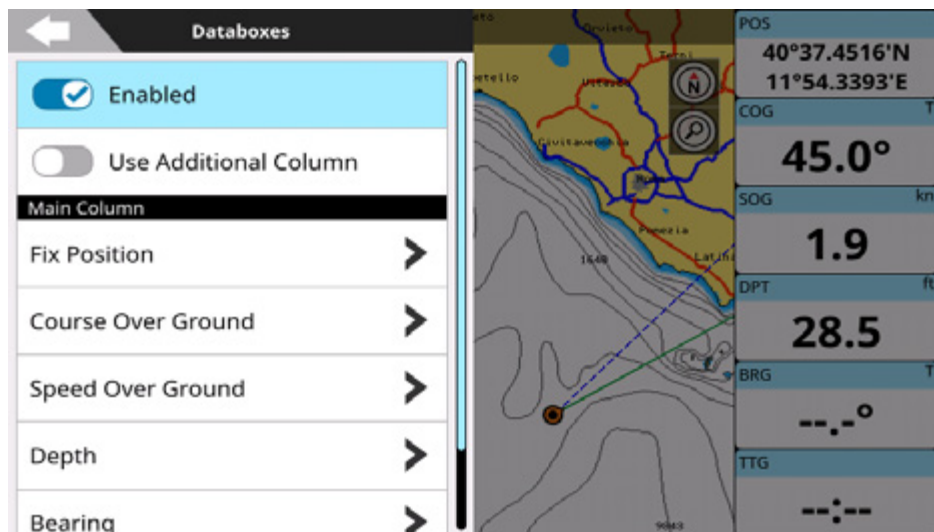 Databoxes
Enabled
Use Additional Column
Main Column
Fix Position
Course Over Ground
Speed Over Ground
Depth
Bearing
Orvieto
Terni
Civitavecchia
Pomezia
Latina
1640
9843
N
POS
40°37.4516'N
11°54.3393'E
COG T
45.0°
SOG kn
1.9
DPT ft
28.5
BRG T
--.-°
TTG
--:--